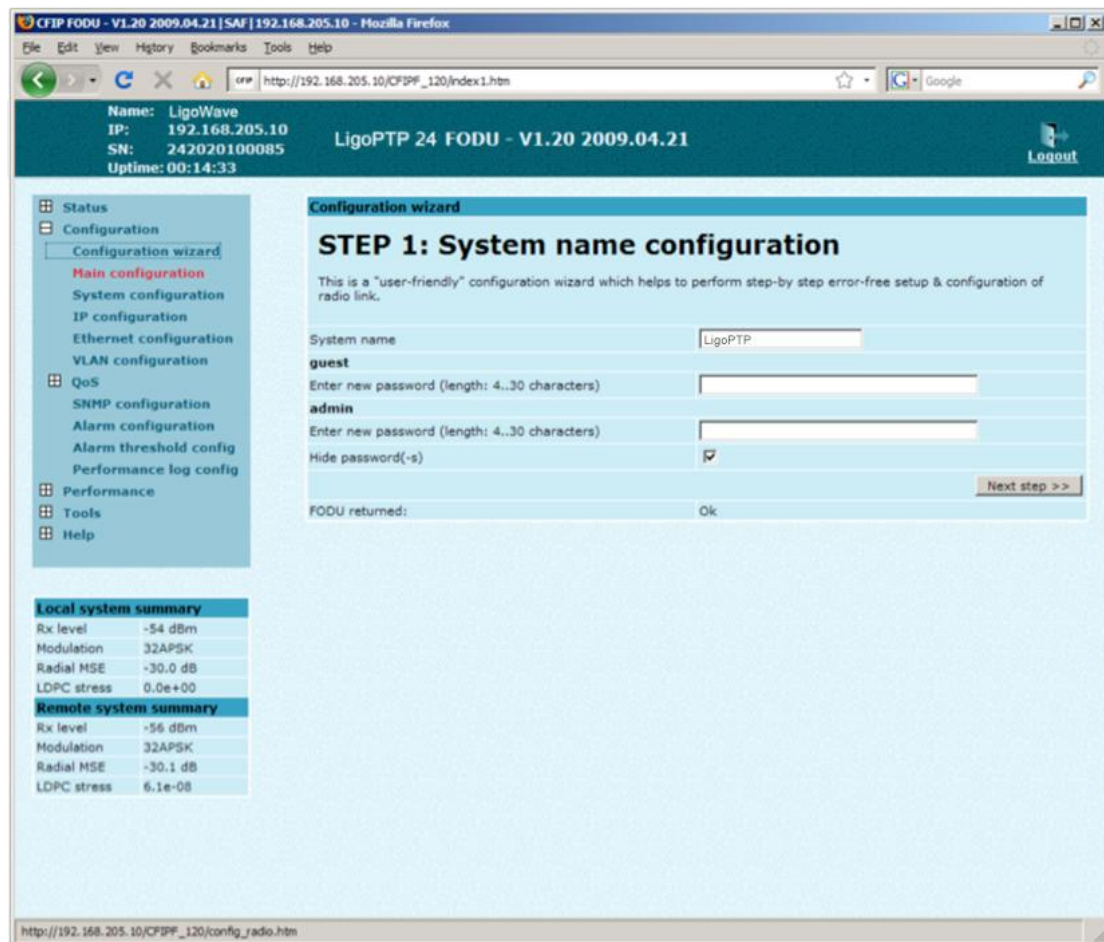 CFIP FODU - V1.20 2009.04.21|SAF|192.168.205.10 - Mozilla Firefox
File Edit View History Bookmarks Tools Help
CFIP http://192.168.205.10/CFIPF_120/index1.htm Google
Name: LigoWave
IP: 192.168.205.10
SN: 242020100085
Uptime: 00:14:33
LigoPTP 24 FODU - V1.20 2009.04.21
Logout
Status
Configuration
Configuration wizard
Main configuration
System configuration
IP configuration
Ethernet configuration
VLAN configuration
QoS
SNMP configuration
Alarm configuration
Alarm threshold config
Performance log config
Performance
Tools
Help
Configuration wizard
STEP 1: System name configuration
This is a "user-friendly" configuration wizard which helps to perform step-by step error-free setup & configuration of
radio link.
System name LigoPTP
guest
Enter new password (length: 4..30 characters)
admin
Enter new password (length: 4..30 characters)
Hide password(-s)
Next step >>
FODU returned: Ok
Local system summary
Rx level -54 dBm
Modulation 32APSK
Radial MSE -30.0 dB
LDPC stress 0.0e+00
Remote system summary
Rx level -56 dBm
Modulation 32APSK
Radial MSE -30.1 dB
LDPC stress 6.1e-08
http://192.168.205.10/CFIPF_120/config_radio.htm